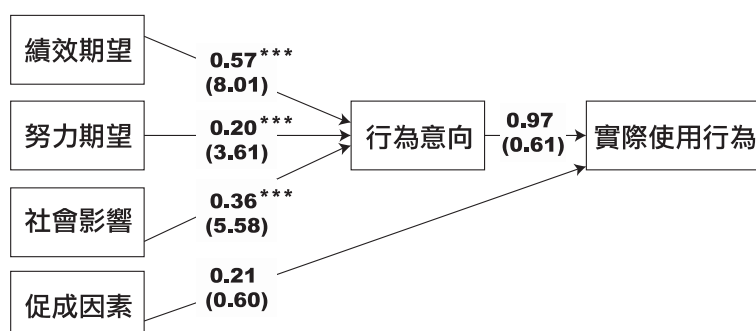 績效期望
0.57***
(8.01)
努力期望
0.20***
(3.61)
行為意向
0.97
(0.61)
實際使用行為
社會影響
0.36***
(5.58)
促成因素
0.21
(0.60)